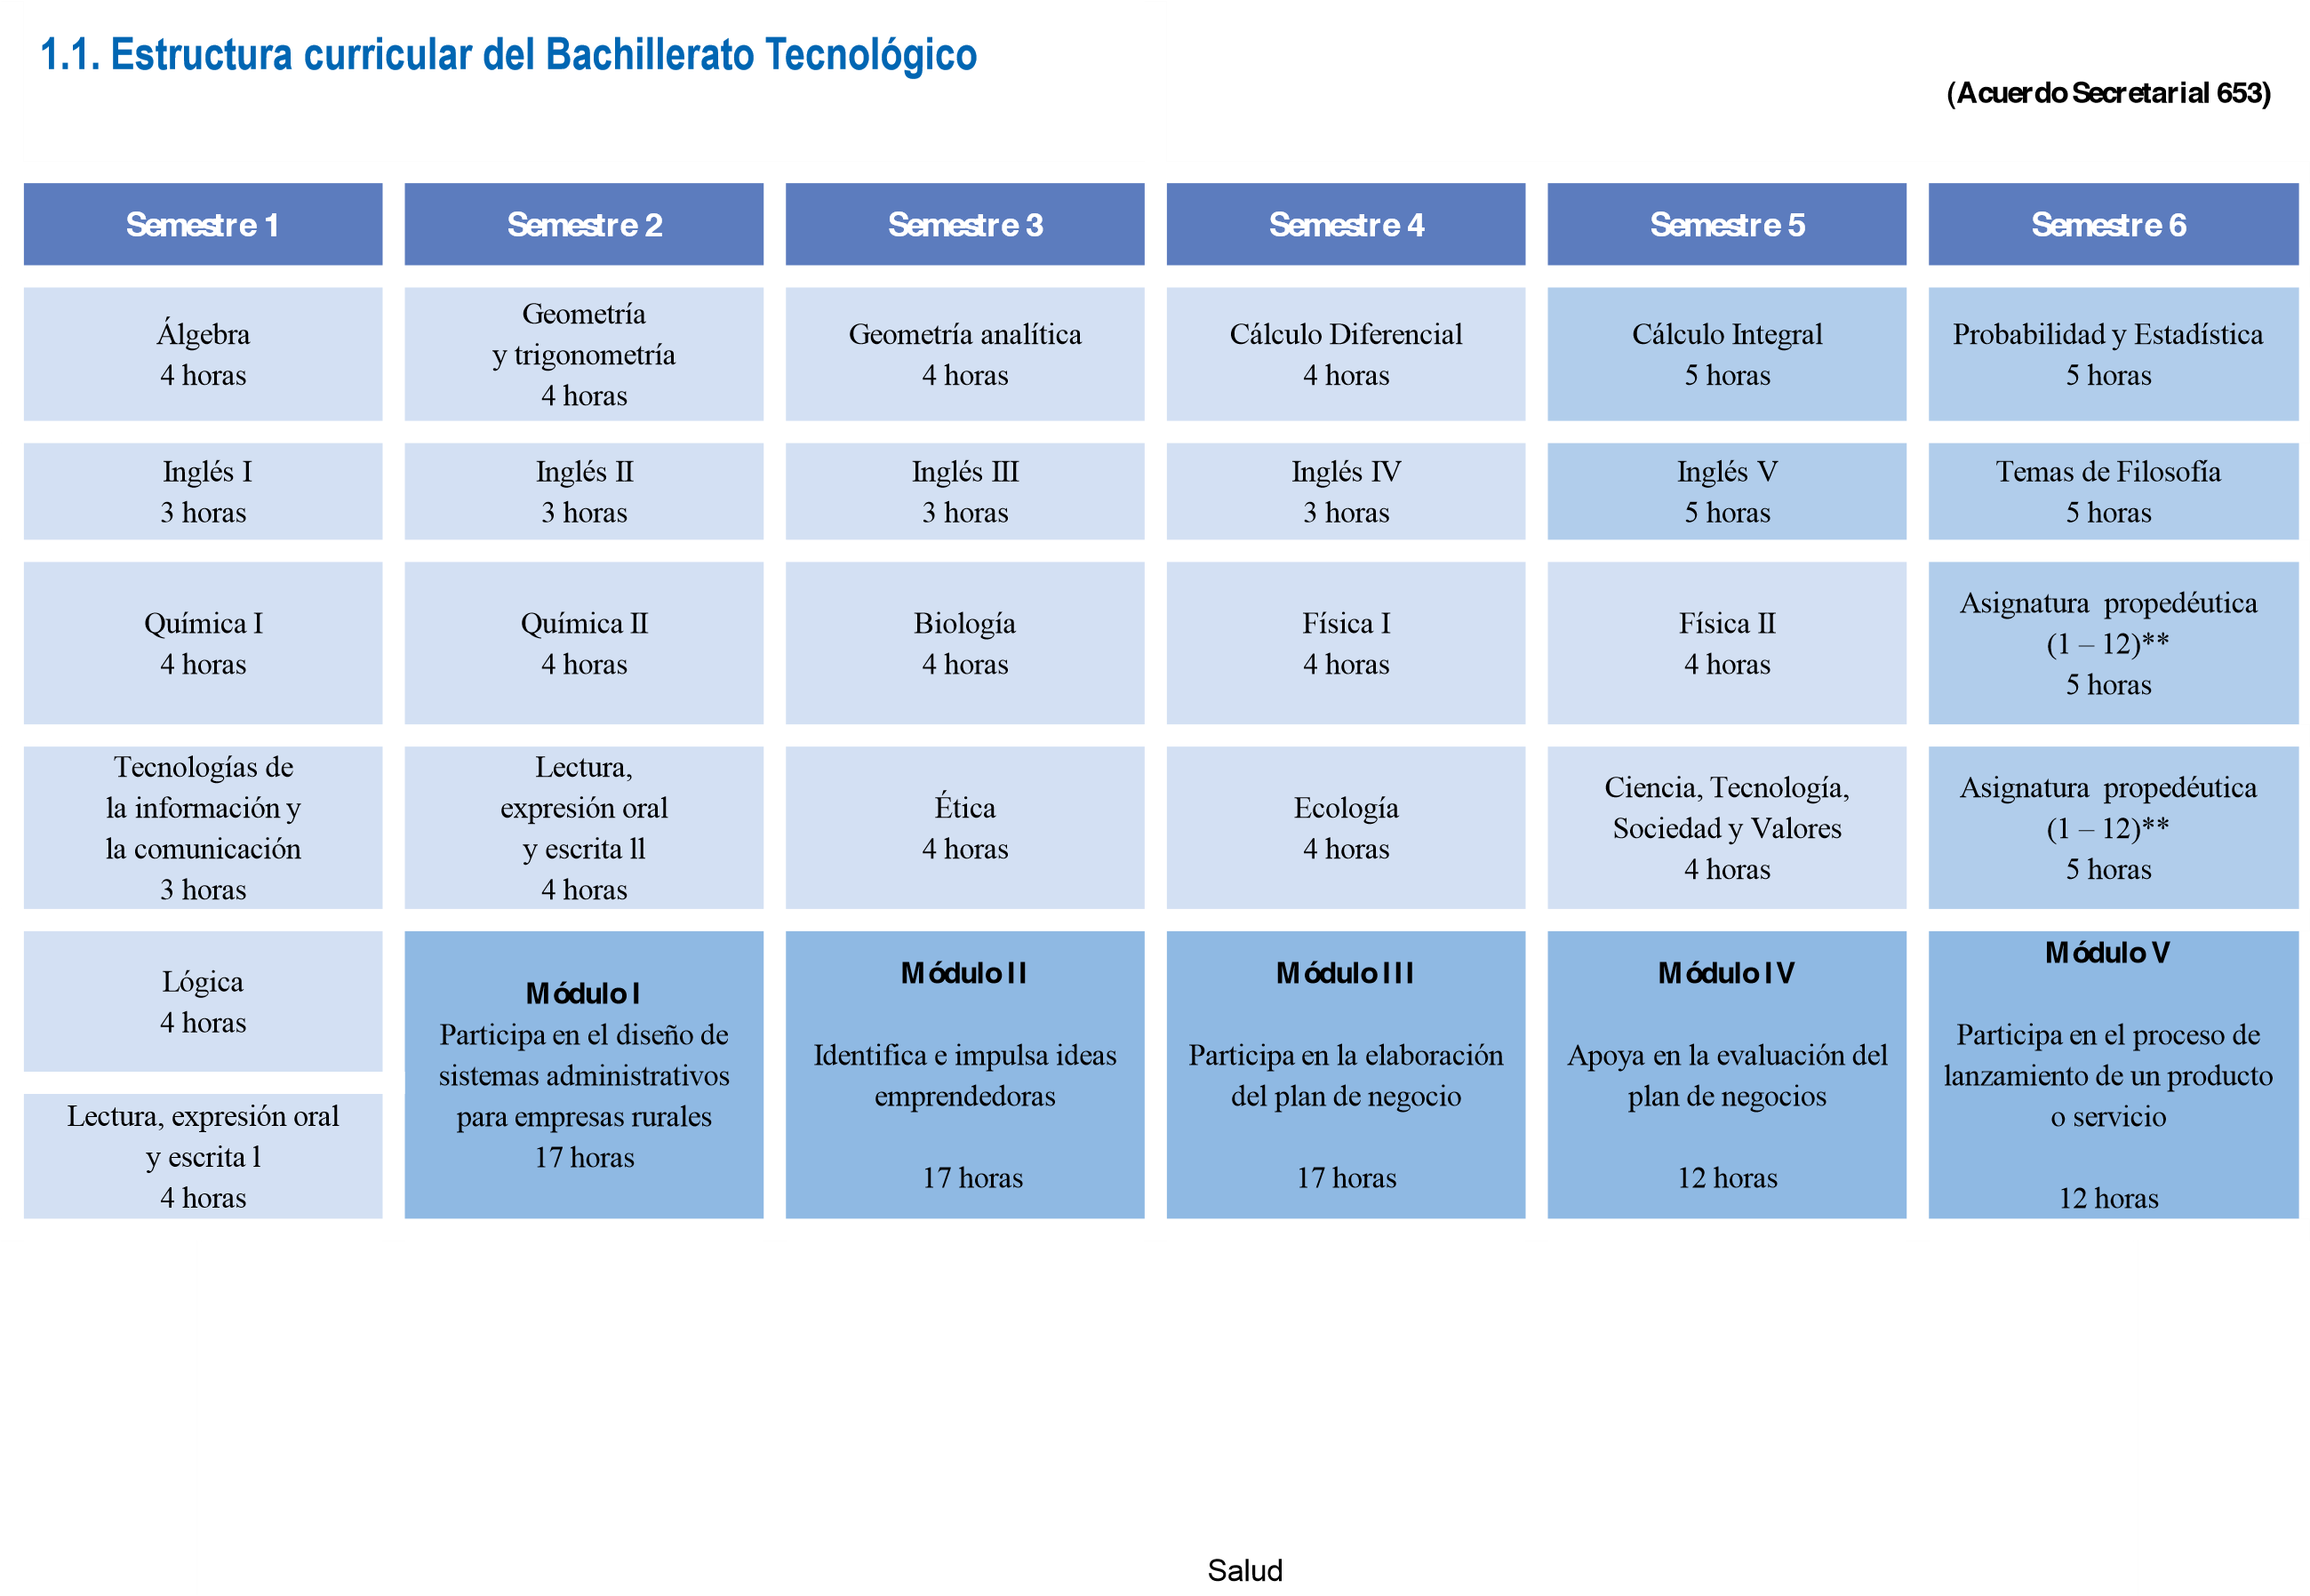 1.1. Estructura curricular del Bachillerato Tecnológico
(Acuerdo Secretarial 653)
Semestre 1
Semestre 2
Semestre 3
Semestre 4
Semestre 5
Semestre 6
Álgebra
4 horas
Geometría
y trigonometría
4 horas
Geometría analítica
4 horas
Cálculo Diferencial
4 horas
Cálculo Integral
5 horas
Probabilidad y Estadística
5 horas
Inglés I
3 horas
Inglés II
3 horas
Inglés III
3 horas
Inglés IV
3 horas
Inglés V
5 horas
Temas de Filosofía
5 horas
Química I
4 horas
Química II
4 horas
Biología
4 horas
Física I
4 horas
Física II
4 horas
Asignatura propedéutica
(1 – 12)**
5 horas
Tecnologías de
la información y
la comunicación
3 horas
Lectura,
expresión oral
y escrita ll
4 horas
Ética
4 horas
Ecología
4 horas
Ciencia, Tecnología,
Sociedad y Valores
4 horas
Asignatura propedéutica
(1 – 12)**
5 horas
Lógica
4 horas
Lectura, expresión oral
y escrita l
4 horas
Módulo I
Participa en el diseño de
sistemas administrativos
para empresas rurales
17 horas
Módulo II
Identifica e impulsa ideas
emprendedoras
17 horas
Módulo III
Participa en la elaboración
del plan de negocio
17 horas
Módulo IV
Apoya en la evaluación del
plan de negocios
12 horas
Módulo V
Participa en el proceso de
lanzamiento de un producto
o servicio
12 horas
Salud